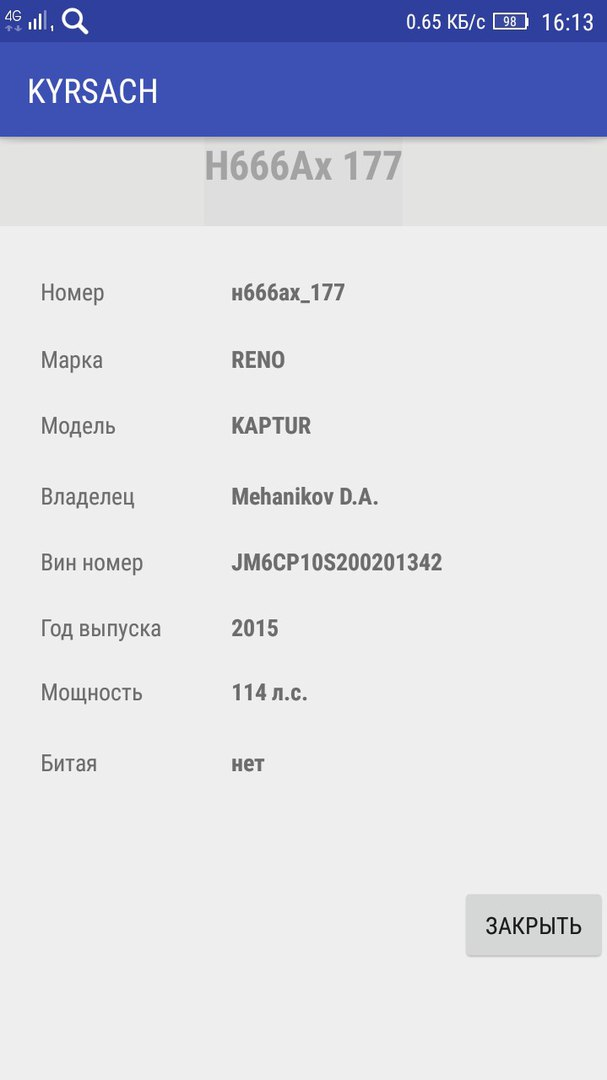 4G , 0.65 КБ/с 98 16:13
KYRSACH
Н666Ах 177
Номер н666ах_177
Марка RENO
Модель KAPTUR
Владелец Mehanikov D.A.
Вин номер JM6CP10S200201342
Год выпуска 2015
Мощность 114 л.с.
Битая нет
ЗАКРЫТЬ